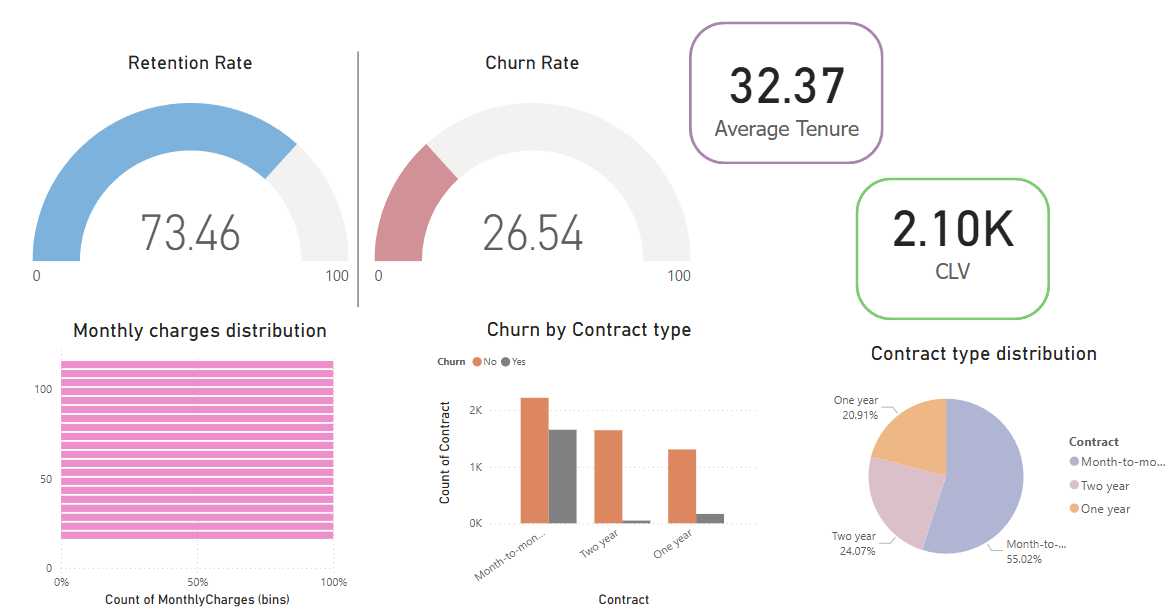 Retention Rate
73.46
0
100
Churn Rate
26.54
0
100
32.37
Average Tenure
2.10K
CLV
Monthly charges distribution
100
50
0
0%
50%
100%
Count of MonthlyCharges (bins)
Churn by Contract type
Churn No Yes
Count of Contract
2K
1K
0K
Month-to-mon...
Two year
One year
Contract
Contract type distribution
One year
20.91%
Two year
24.07%
Month-to-...
55.02%
Contract
Month-to-mo...
Two year
One year